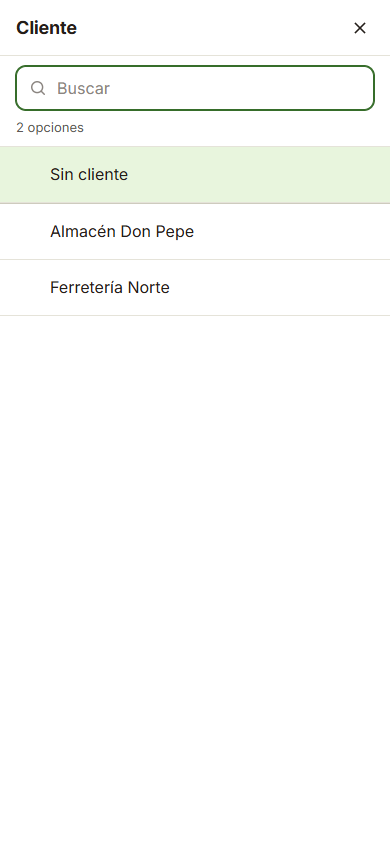 Cliente
Buscar
2 opciones
Sin cliente
Almacén Don Pepe
Ferretería Norte